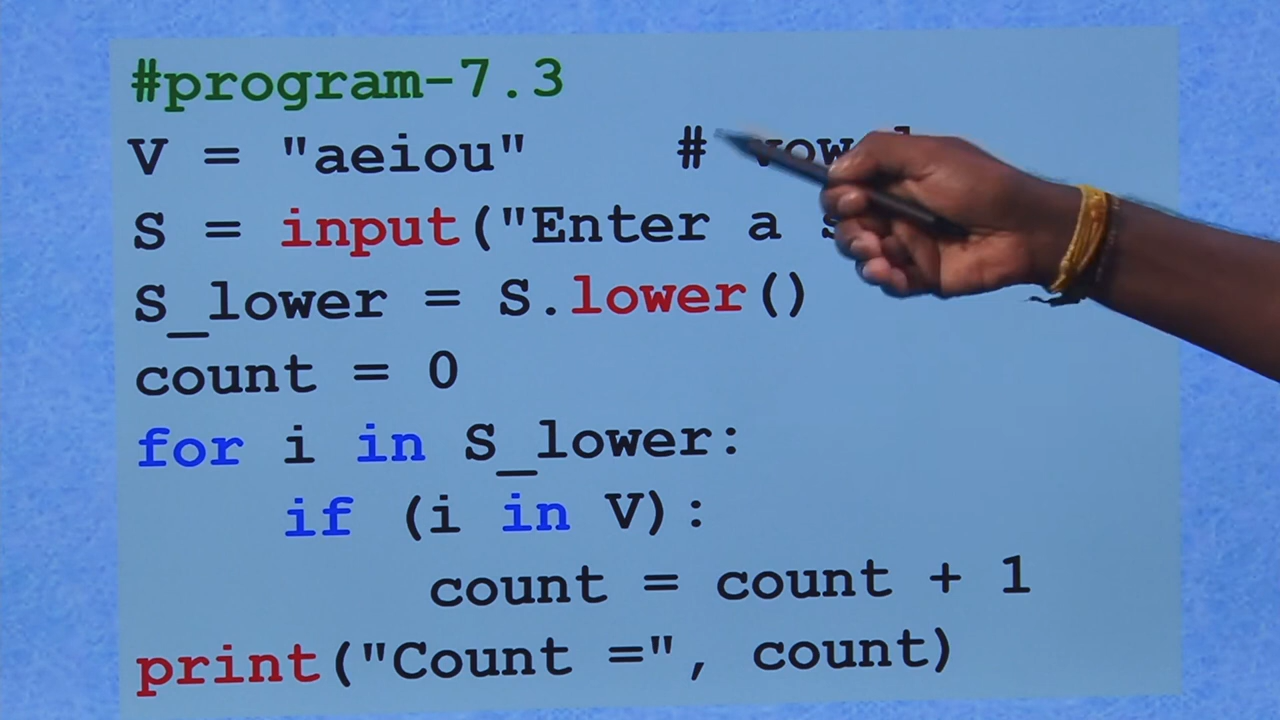 #program-7.3
V = "aeiou" #
S = input("Enter a
S_lower = S.lower()
count = 0
for i in S_lower:
if (i in V):
count = count + 1
print("Count =", count)